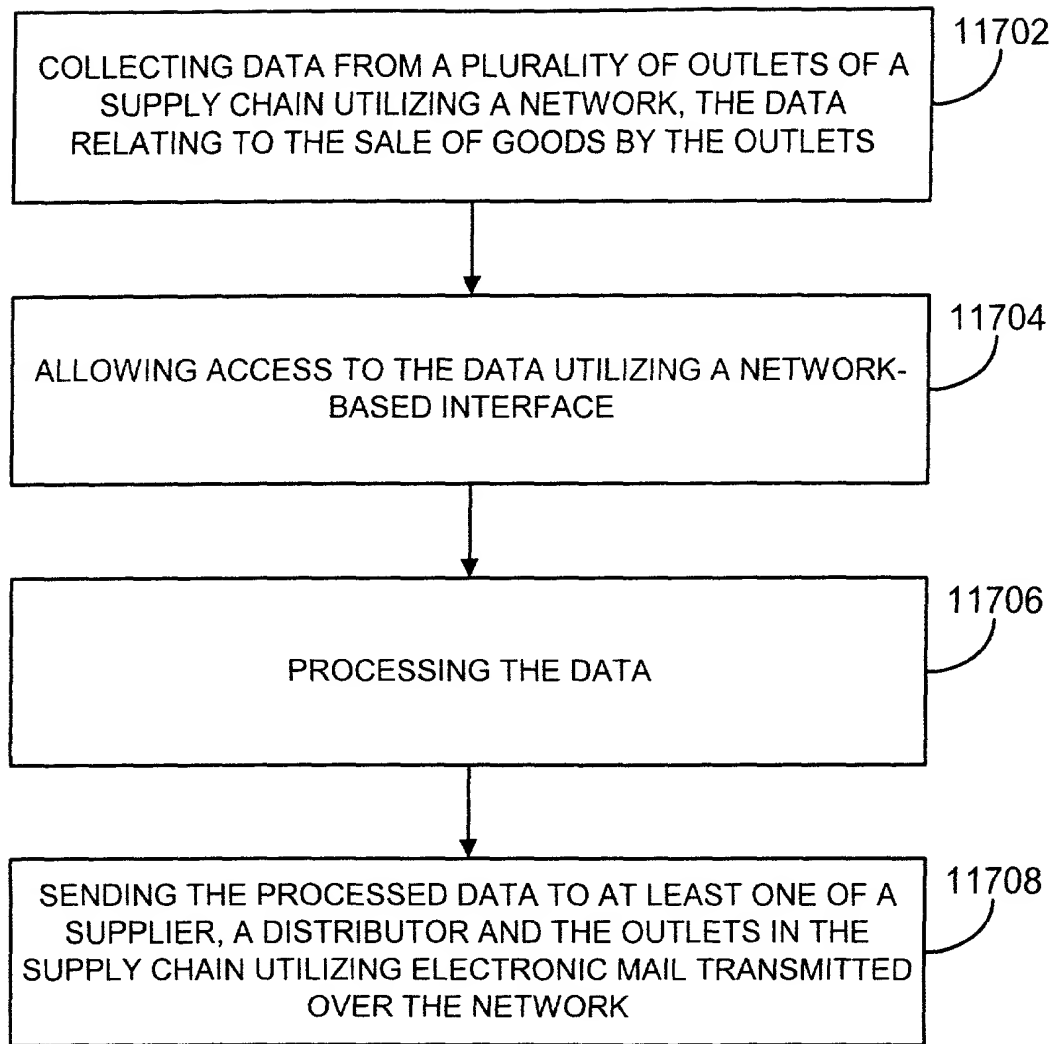 11702
COLLECTING DATA FROM A PLURALITY OF OUTLETS OF A
SUPPLY CHAIN UTILIZING A NETWORK, THE DATA
RELATING TO THE SALE OF GOODS BY THE OUTLETS
11704
ALLOWING ACCESS TO THE DATA UTILIZING A NETWORK-
BASED INTERFACE
11706
PROCESSING THE DATA
11708
SENDING THE PROCESSED DATA TO AT LEAST ONE OF A
SUPPLIER, A DISTRIBUTOR AND THE OUTLETS IN THE
SUPPLY CHAIN UTILIZING ELECTRONIC MAIL TRANSMITTED
OVER THE NETWORK